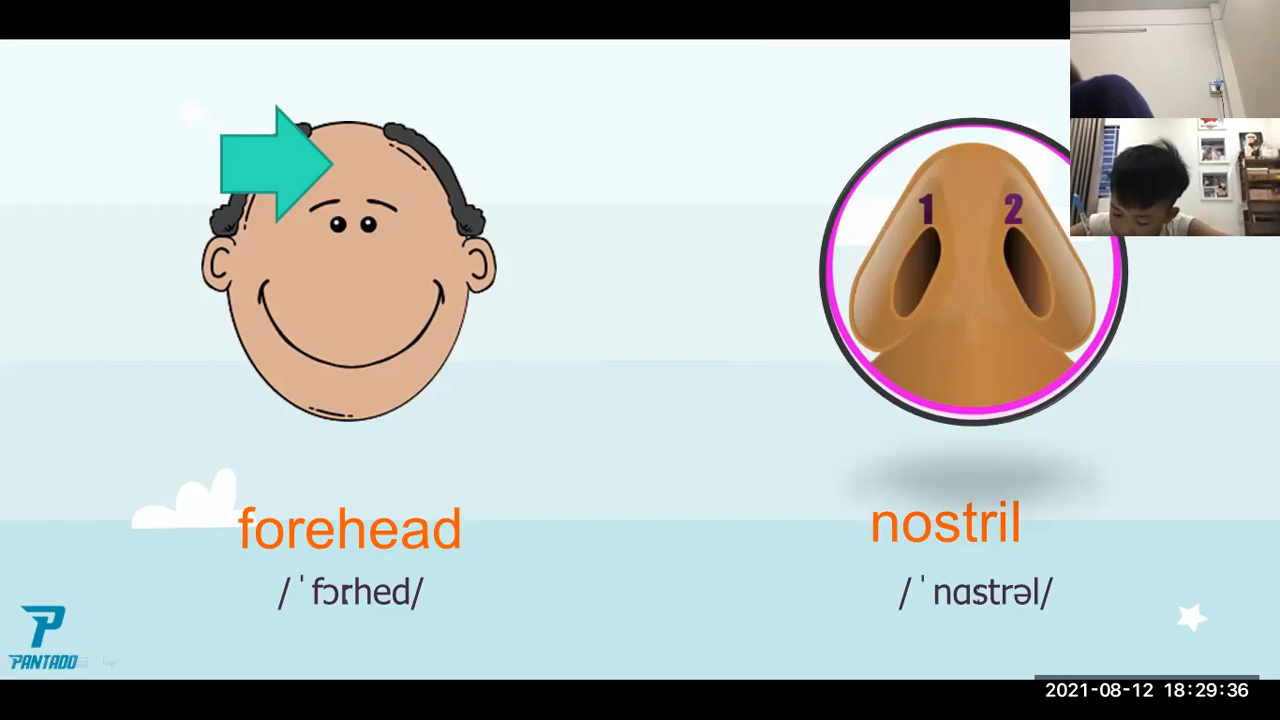 1 2
forehead
nostril
/ˈfɔrhed/
/ˈnɑstrəl/
PANTADO
2021-08-12 18:29:36